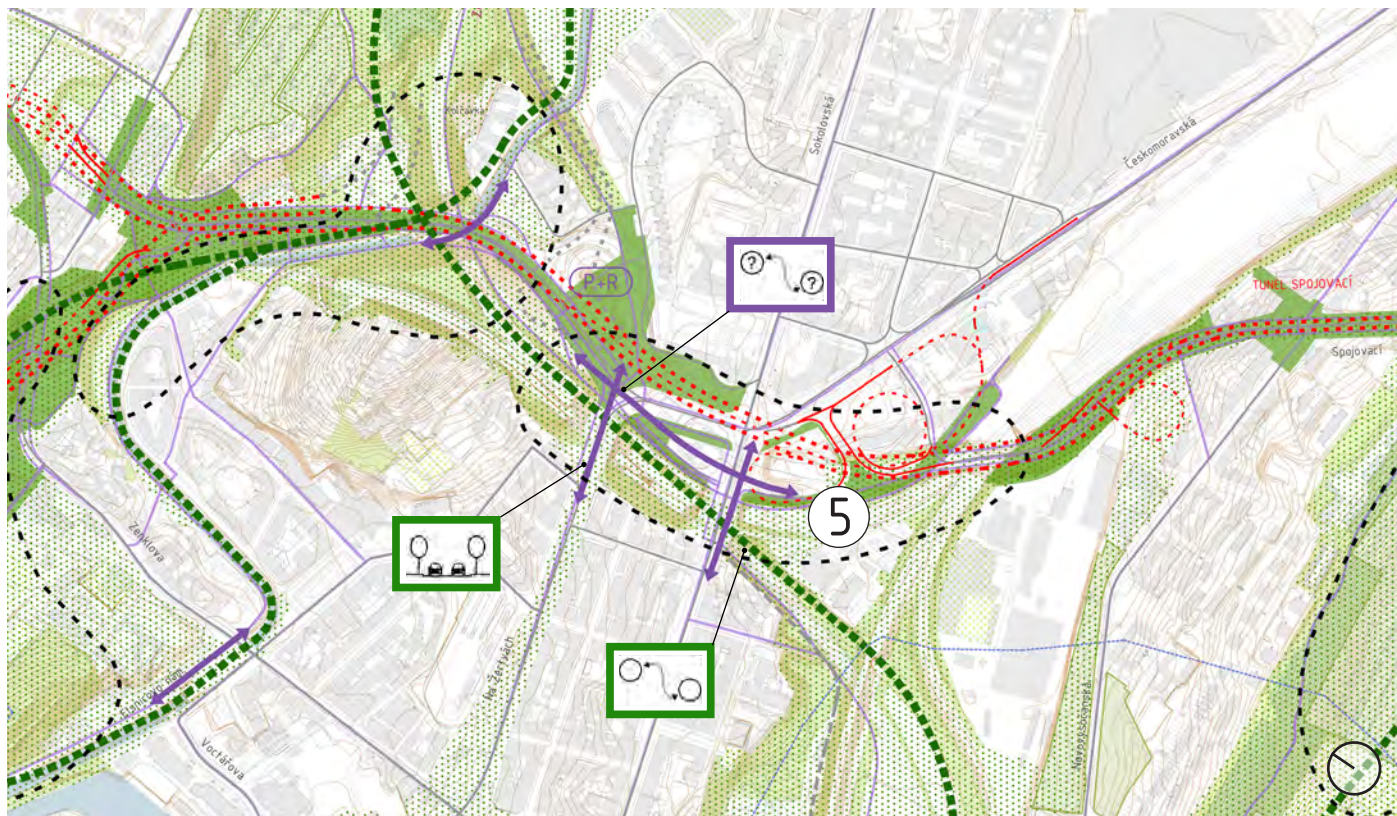 Sokolovská
Českomoravská
P+R
?
?
TUNEL SPOJOVACÍ
Spojovací
5
Zenklova
Na Žertvách
Novovysočanská
Voctářova